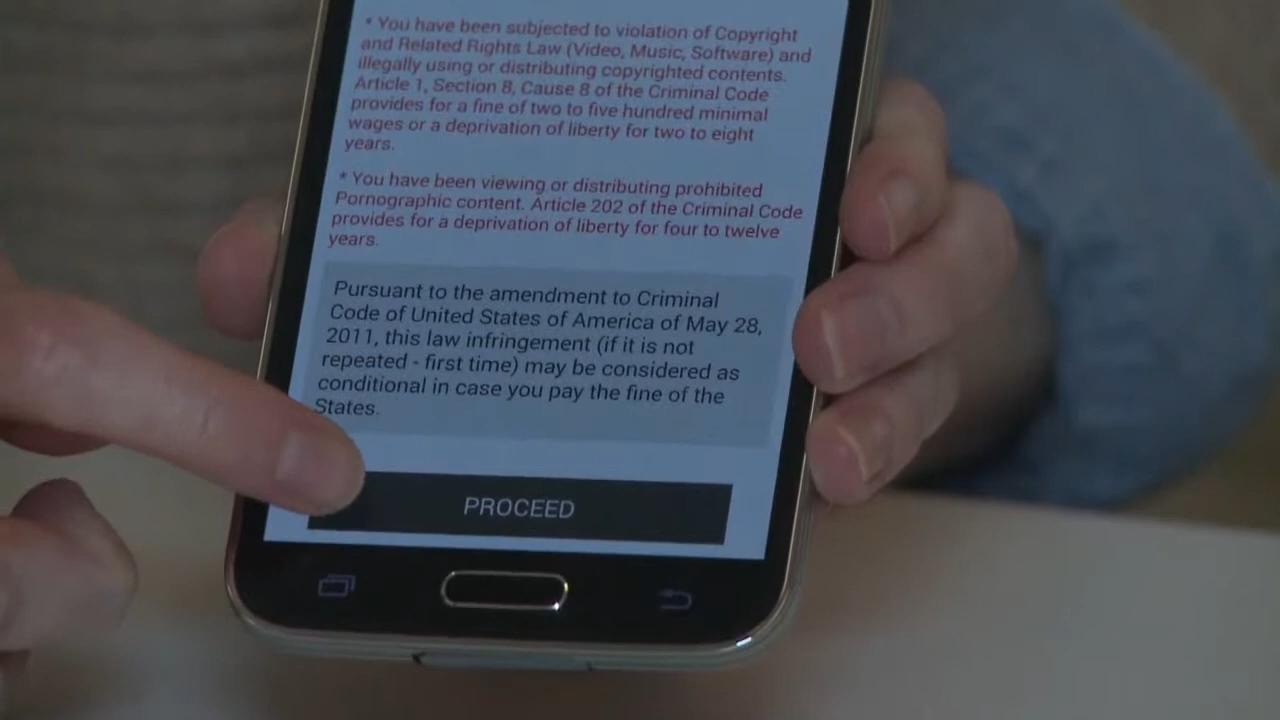 * You have been subjected to violation of Copyright
and Related Rights Law (Video, Music, Software) and
illegally using or distributing copyrighted contents.
Article 1, Section 8, Cause 8 of the Criminal Code
provides for a fine of two to five hundred minimal
wages or a deprivation of liberty for two to eight
years.
* You have been viewing or distributing prohibited
Pornographic content. Article 202 of the Criminal Code
provides for a deprivation of liberty for four to twelve
years.
Pursuant to the amendment to Criminal
Code of United States of America of May 28,
2011, this law infringement (if it is not
repeated - first time) may be considered as
conditional in case you pay the fine of the
States.
PROCEED